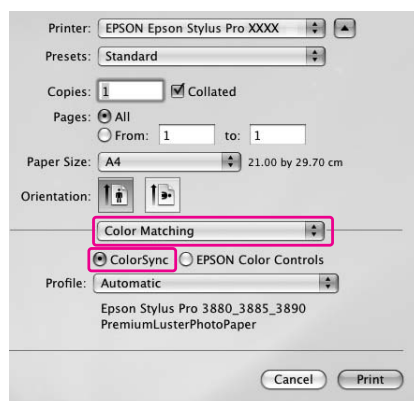 Printer: EPSON Epson Stylus Pro XXXX
Presets: Standard
Copies: 1 Collated
Pages: All
From: 1 to: 1
Paper Size: A4 21.00 by 29.70 cm
Orientation:
Color Matching
ColorSync EPSON Color Controls
Profile: Automatic
Epson Stylus Pro 3880_3885_3890
PremiumLusterPhotoPaper
Cancel Print